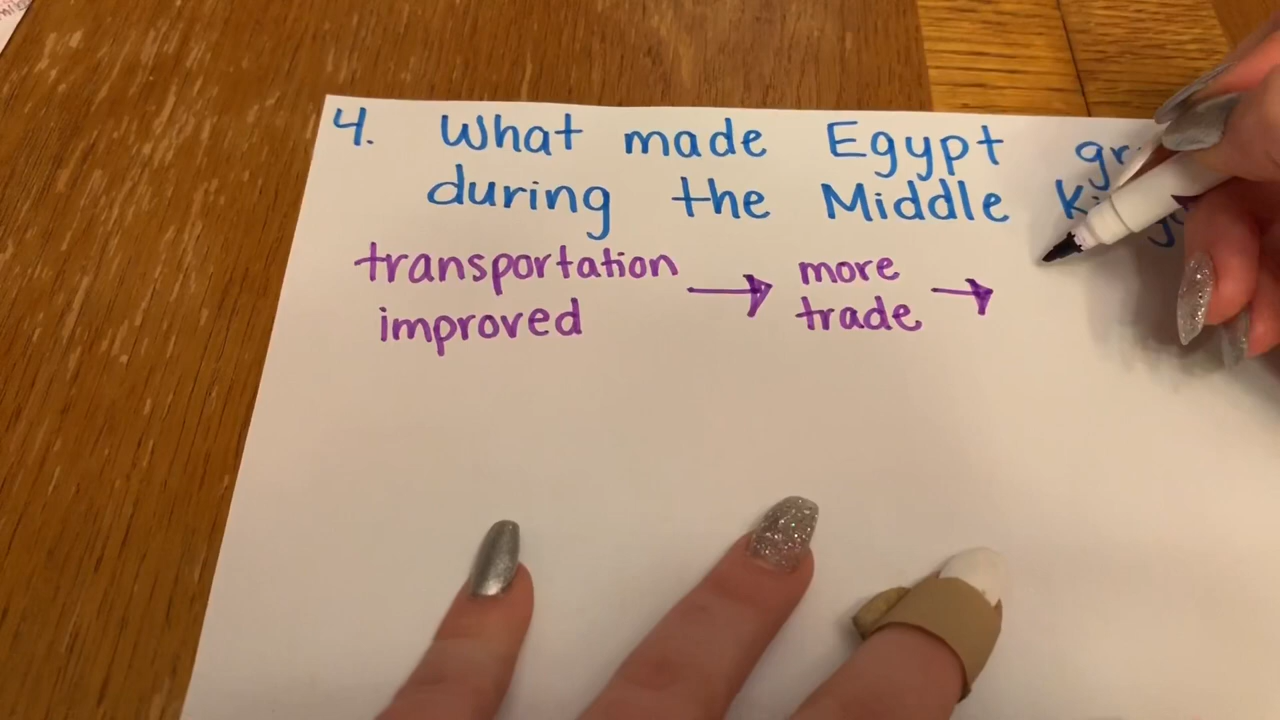 4. What made Egypt
during the Middle
transportation
improved
more
trade